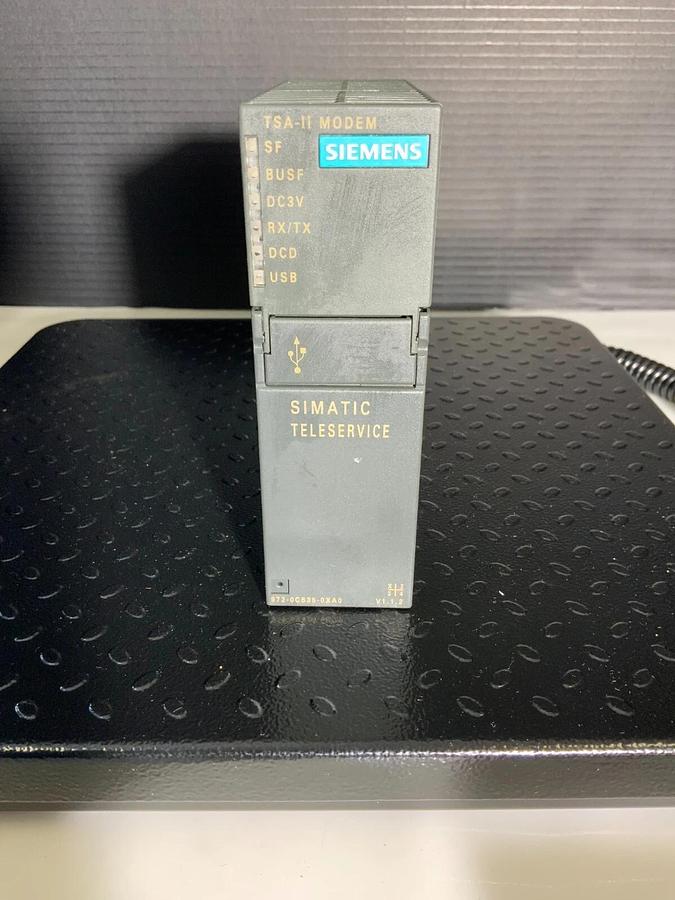 TSA-II MODEM
SIEMENS
SF
BUSF
DC3V
RX/TX
DCD
USB
SIMATIC
TELESERVICE
972-0CB35-0XA0
V1.1.2